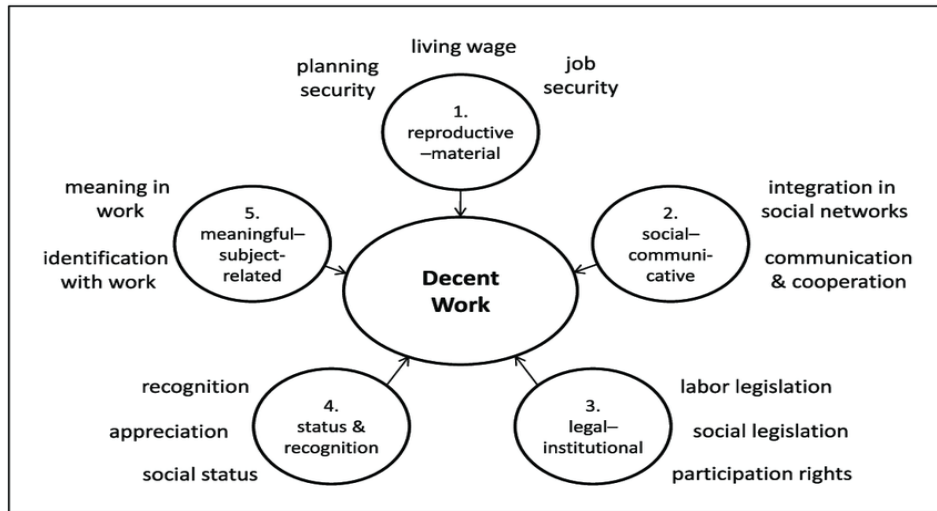 living wage
planning
security
job
security
1.
reproductive
–material
meaning in
work
identification
with work
5.
meaningful–
subject-
related
2.
social–
communi-
cative
integration in
social networks
communication
& cooperation
Decent
Work
recognition
appreciation
social status
4.
status &
recognition
3.
legal–
institutional
labor legislation
social legislation
participation rights